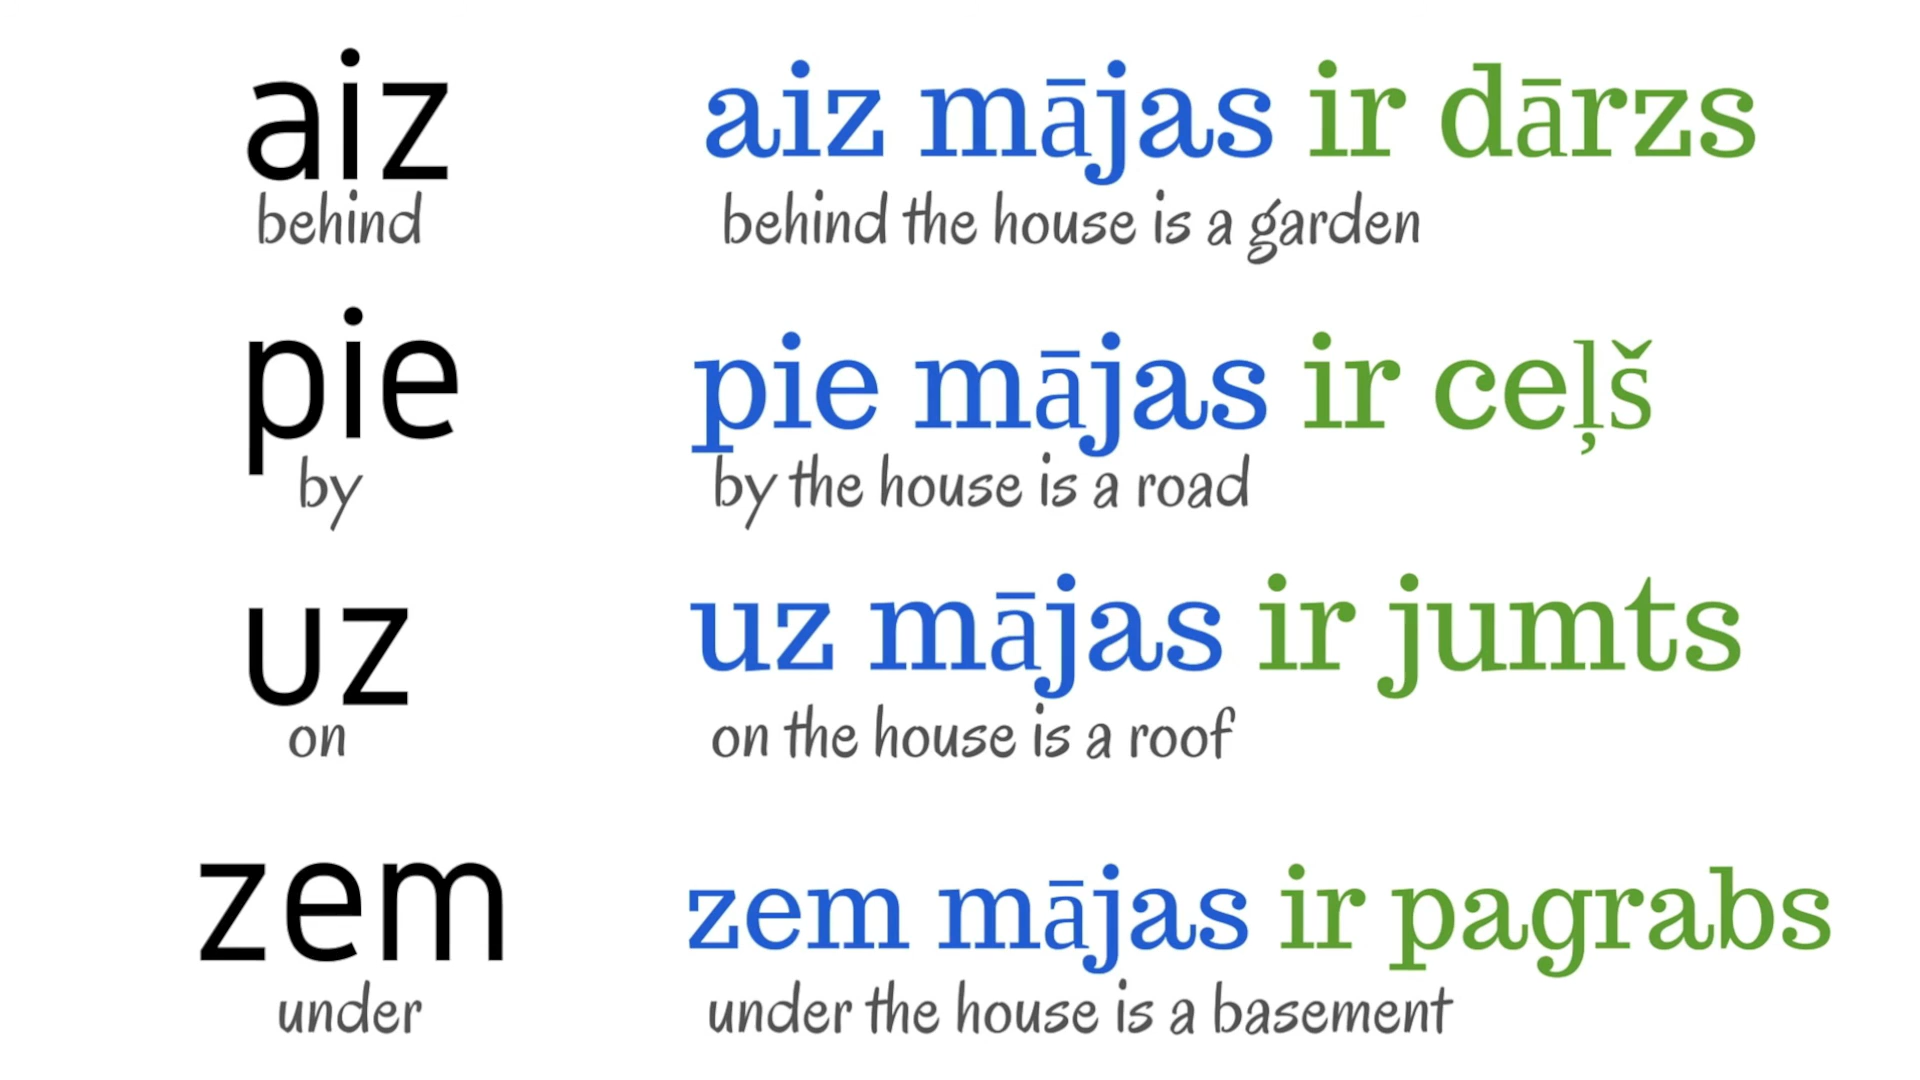 aiz
aiz mājas ir dārzs
behind
behind the house is a garden
pie
pie mājas ir ceļš
by
by the house is a road
uz
uz mājas ir jumts
on
on the house is a roof
zem
zem mājas ir pagrabs
under
under the house is a basement